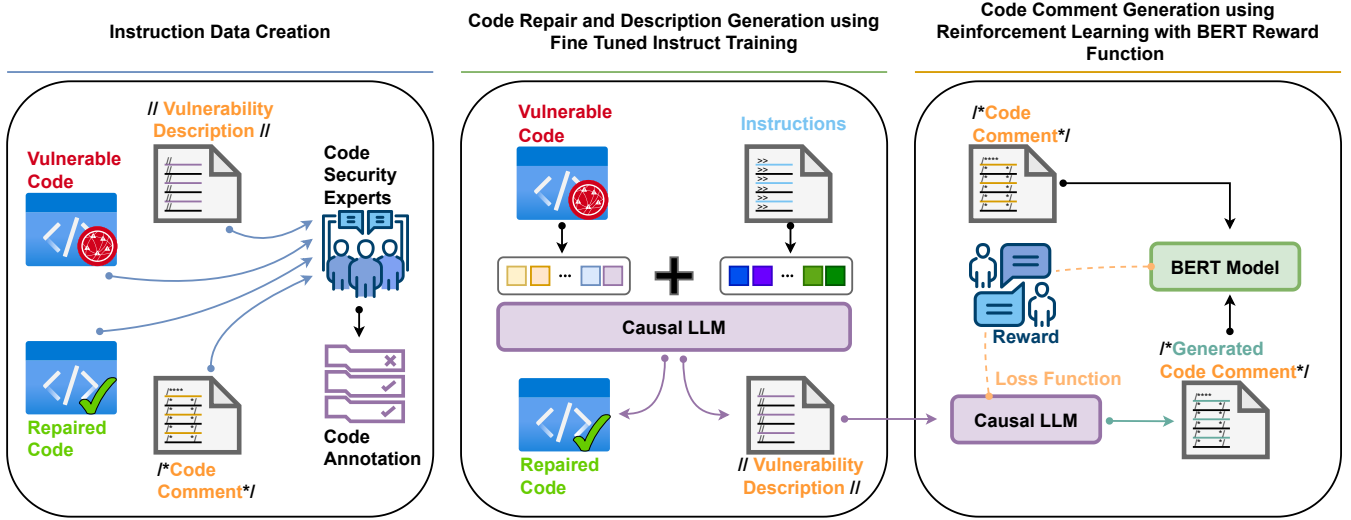 Instruction Data Creation
// Vulnerability
Description //
Vulnerable
Code
Code
Security
Experts
Repaired
Code
/*Code
Comment*/
Code
Annotation
Code Repair and Description Generation using
Fine Tuned Instruct Training
Vulnerable
Code
Instructions
>>
>>
>>
>>
>>
>>
...
+
...
Causal LLM
Repaired
Code
// Vulnerability
Description //
Code Comment Generation using
Reinforcement Learning with BERT Reward
Function
/*Code
Comment*/
BERT Model
Reward
/*Generated
Code Comment*/
Loss Function
Causal LLM